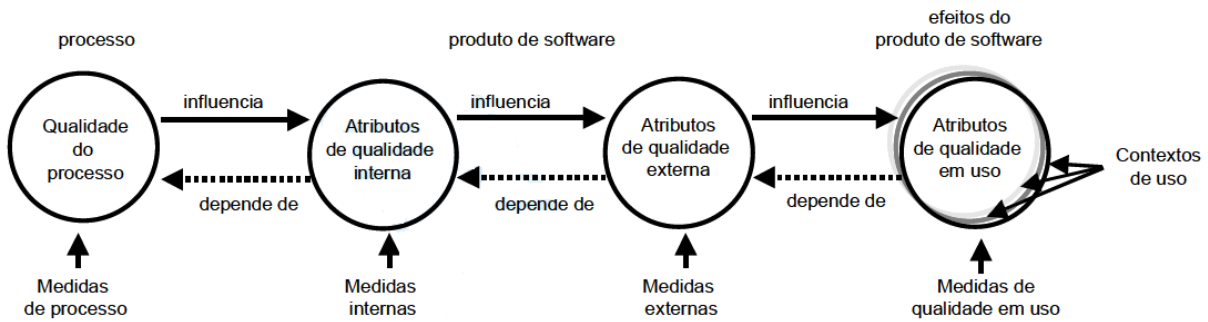 processo
produto de software
efeitos do
produto de software
Qualidade
do
processo
influencia
depende de
Atributos
de qualidade
interna
influencia
depende de
Atributos
de qualidade
externa
influencia
depende de
Atributos
de qualidade
em uso
Contextos
de uso
Medidas
de processo
Medidas
internas
Medidas
externas
Medidas de
qualidade em uso